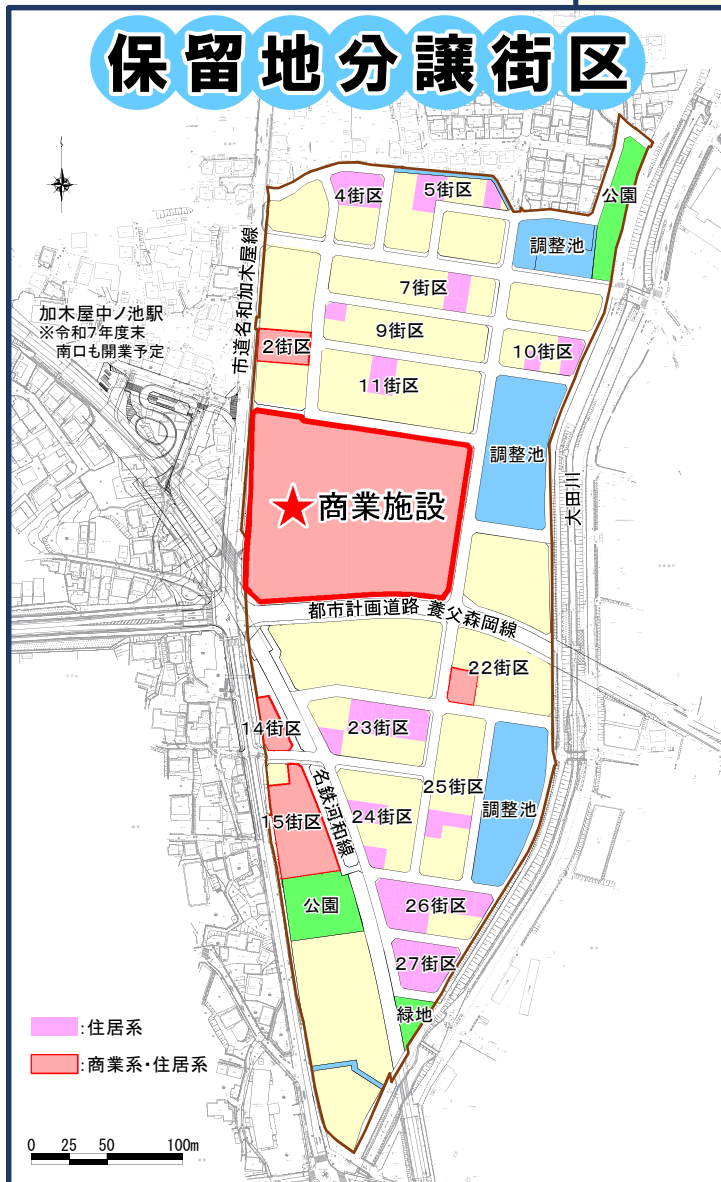 保留地分譲街区
4街区
5街区
公園
調整池
市道名和加木屋線
7街区
加木屋中ノ池駅
※令和7年度末
南口も開業予定
9街区
2街区
10街区
11街区
調整池
大田川
★商業施設
都市計画道路 養父森岡線
22街区
14街区
23街区
名鉄河和線
25街区
15街区
24街区
調整池
公園
26街区
27街区
緑地
:住居系
:商業系・住居系
0 25 50 100m